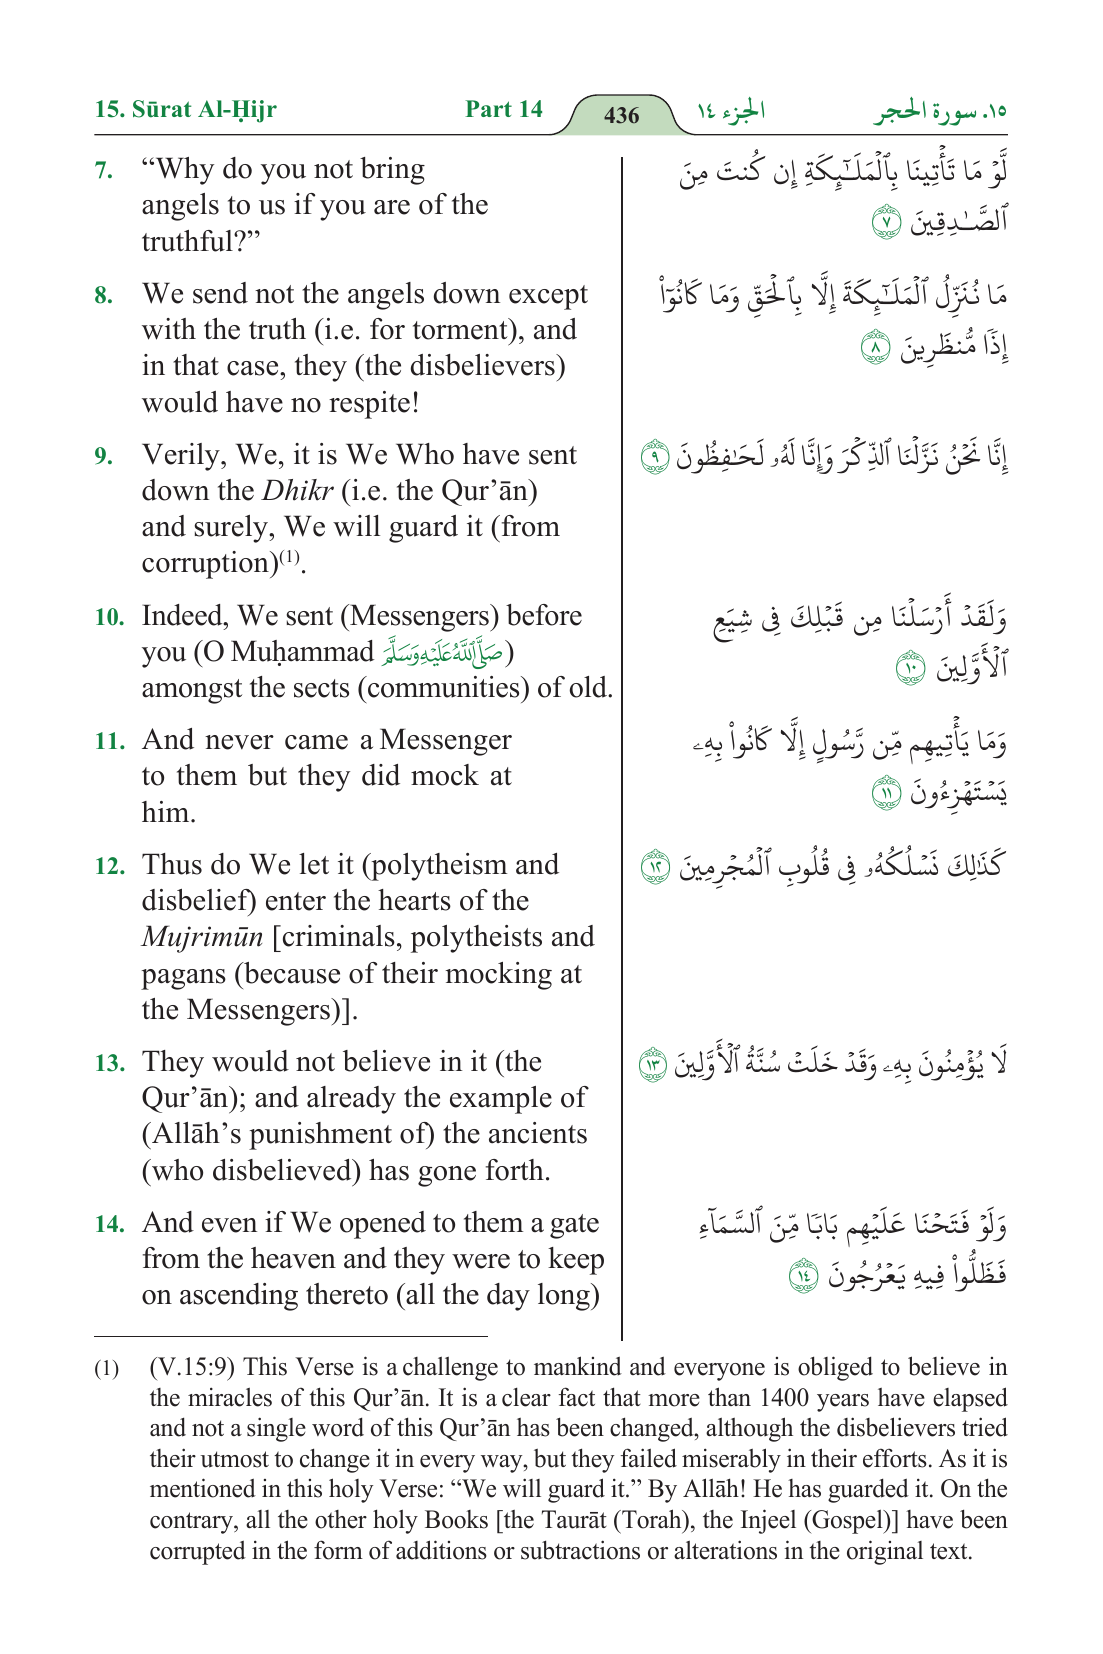 15. Sūrat Al-Ḥijr Part 14 436 الجزء ١٤ ١٥. سورة الحجر
7. “Why do you not bring
angels to us if you are of the
truthful?”
لَّوۡ مَا تَأۡتِينَا بِٱلۡمَلَـٰٓئِكَةِ إِن كُنتَ مِنَ
ٱلصَّـٰدِقِينَ ٧
8. We send not the angels down except
with the truth (i.e. for torment), and
in that case, they (the disbelievers)
would have no respite!
مَا نُنَزِّلُ ٱلۡمَلَـٰٓئِكَةَ إِلَّا بِٱلۡحَقِّ وَمَا كَانُوٓاْ
إِذٗا مُّنظَرِينَ ٨
9. Verily, We, it is We Who have sent
down the Dhikr (i.e. the Qur’ān)
and surely, We will guard it (from
corruption)(1).
إِنَّا نَحۡنُ نَزَّلۡنَا ٱلذِّكۡرَ وَإِنَّا لَهُۥ لَحَـٰفِظُونَ ٩
10. Indeed, We sent (Messengers) before
you (O Muḥammad صَلَّى اللَّهُ عَلَيْهِ وَسَلَّمَ)
amongst the sects (communities) of old.
وَلَقَدۡ أَرۡسَلۡنَا مِن قَبۡلِكَ فِى شِيَعِ
ٱلۡأَوَّلِينَ ١٠
11. And never came a Messenger
to them but they did mock at
him.
وَمَا يَأۡتِيهِم مِّن رَّسُولٍ إِلَّا كَانُواْ بِهِۦ
يَسۡتَهۡزِءُونَ ١١
12. Thus do We let it (polytheism and
disbelief) enter the hearts of the
Mujrimūn [criminals, polytheists and
pagans (because of their mocking at
the Messengers)].
كَذَٰلِكَ نَسۡلُكُهُۥ فِى قُلُوبِ ٱلۡمُجۡرِمِينَ ١٢
13. They would not believe in it (the
Qur’ān); and already the example of
(Allāh’s punishment of) the ancients
(who disbelieved) has gone forth.
لَا يُؤۡمِنُونَ بِهِۦ وَقَدۡ خَلَتۡ سُنَّةُ ٱلۡأَوَّلِينَ ١٣
14. And even if We opened to them a gate
from the heaven and they were to keep
on ascending thereto (all the day long)
وَلَوۡ فَتَحۡنَا عَلَيۡهِم بَابٗا مِّنَ ٱلسَّمَآءِ
فَظَلُّواْ فِيهِ يَعۡرُجُونَ ١٤
(1) (V.15:9) This Verse is a challenge to mankind and everyone is obliged to believe in
the miracles of this Qur’ān. It is a clear fact that more than 1400 years have elapsed
and not a single word of this Qur’ān has been changed, although the disbelievers tried
their utmost to change it in every way, but they failed miserably in their efforts. As it is
mentioned in this holy Verse: “We will guard it.” By Allāh! He has guarded it. On the
contrary, all the other holy Books [the Taurāt (Torah), the Injeel (Gospel)] have been
corrupted in the form of additions or subtractions or alterations in the original text.